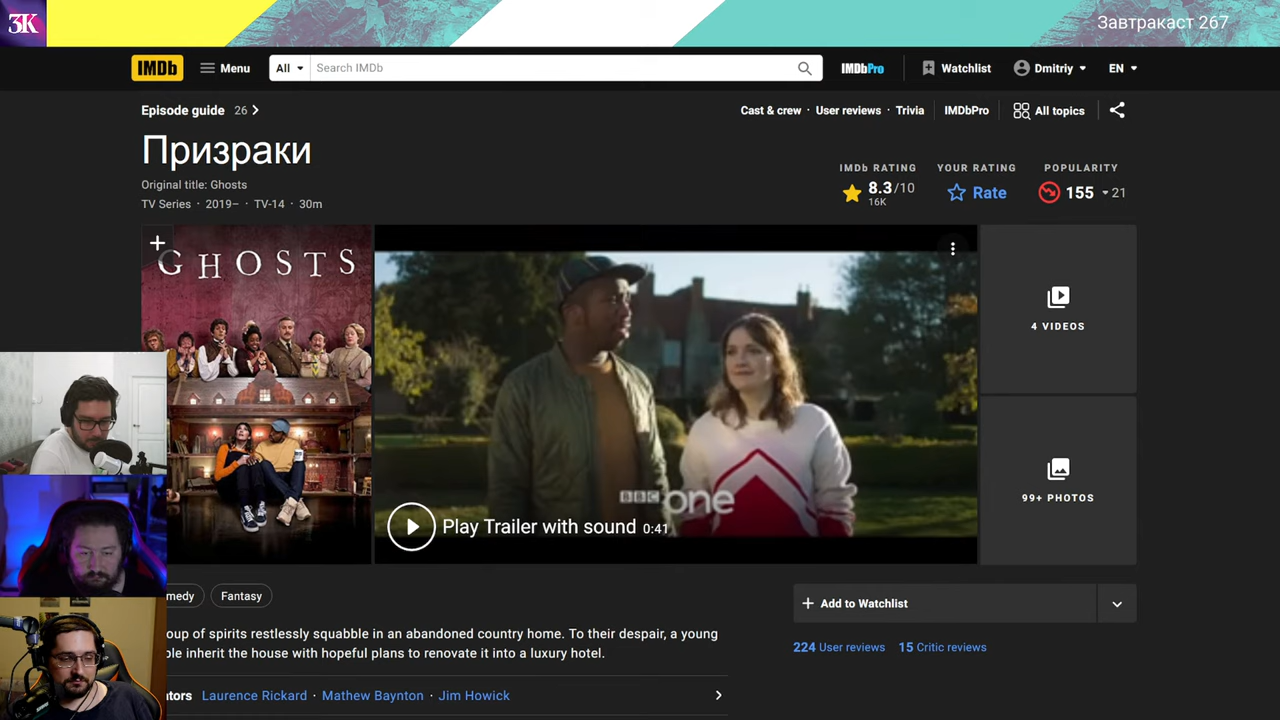 3K
Завтракаст 267
IMDb
Menu
All
Search IMDb
IMDbPro
Watchlist
Dmitriy
EN
Episode guide 26
Cast & crew · User reviews · Trivia
IMDbPro
All topics
Призраки
Original title: Ghosts
TV Series · 2019– · TV-14 · 30m
IMDb RATING
8.3/10
16K
YOUR RATING
Rate
POPULARITY
155
21
GHOSTS
BBC one
Play Trailer with sound 0:41
4 VIDEOS
99+ PHOTOS
medy
Fantasy
oup of spirits restlessly squabble in an abandoned country home. To their despair, a young
ple inherit the house with hopeful plans to renovate it into a luxury hotel.
Add to Watchlist
224 User reviews
15 Critic reviews
tors Laurence Rickard · Mathew Baynton · Jim Howick